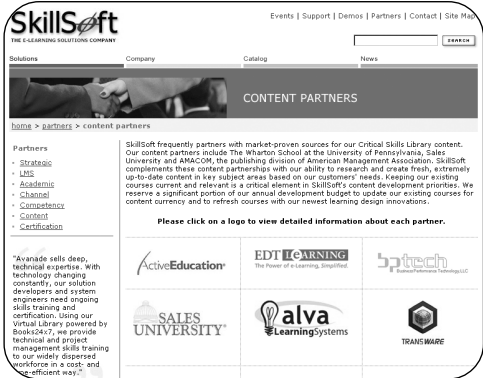 SkillSoft
THE E-LEARNING SOLUTIONS COMPANY
Events | Support | Demos | Partners | Contact | Site Map
SEARCH
Solutions
Company
Catalog
News
CONTENT PARTNERS
home > partners > content partners
Partners
Strategic
LMS
Academic
Channel
Competency
Content
Certification
"Avanade sells deep,
technical expertise. With
technology changing
constantly, our solution
developers and system
engineers need ongoing
skills training and
certification. Using our
Virtual Library powered by
Books24x7, we provide
technical and project
management skills training
to our widely dispersed
workforce in a cost- and
time-efficient way."
SkillSoft frequently partners with market-proven sources for our Critical Skills Library content.
Our content partners include The Wharton School at the University of Pennsylvania, Sales
University and AMACOM, the publishing division of American Management Association. SkillSoft
complements these content partnerships with our ability to research and create fresh, extremely
up-to-date content in key subject areas based on our customers' needs. Keeping our existing
courses current and relevant is a critical element in SkillSoft's content development priorities. We
reserve a significant portion of our annual development budget to update our existing courses for
content currency and to refresh courses with our newest learning design innovations.
Please click on a logo to view detailed information about each partner.
ActiveEducation®
EDT LEARNING
The Power of e-Learning, Simplified.
bptech
Business Performance Technology, LLC
SALES
UNIVERSITY®
alva
eLearningSystems
TRANSWARE